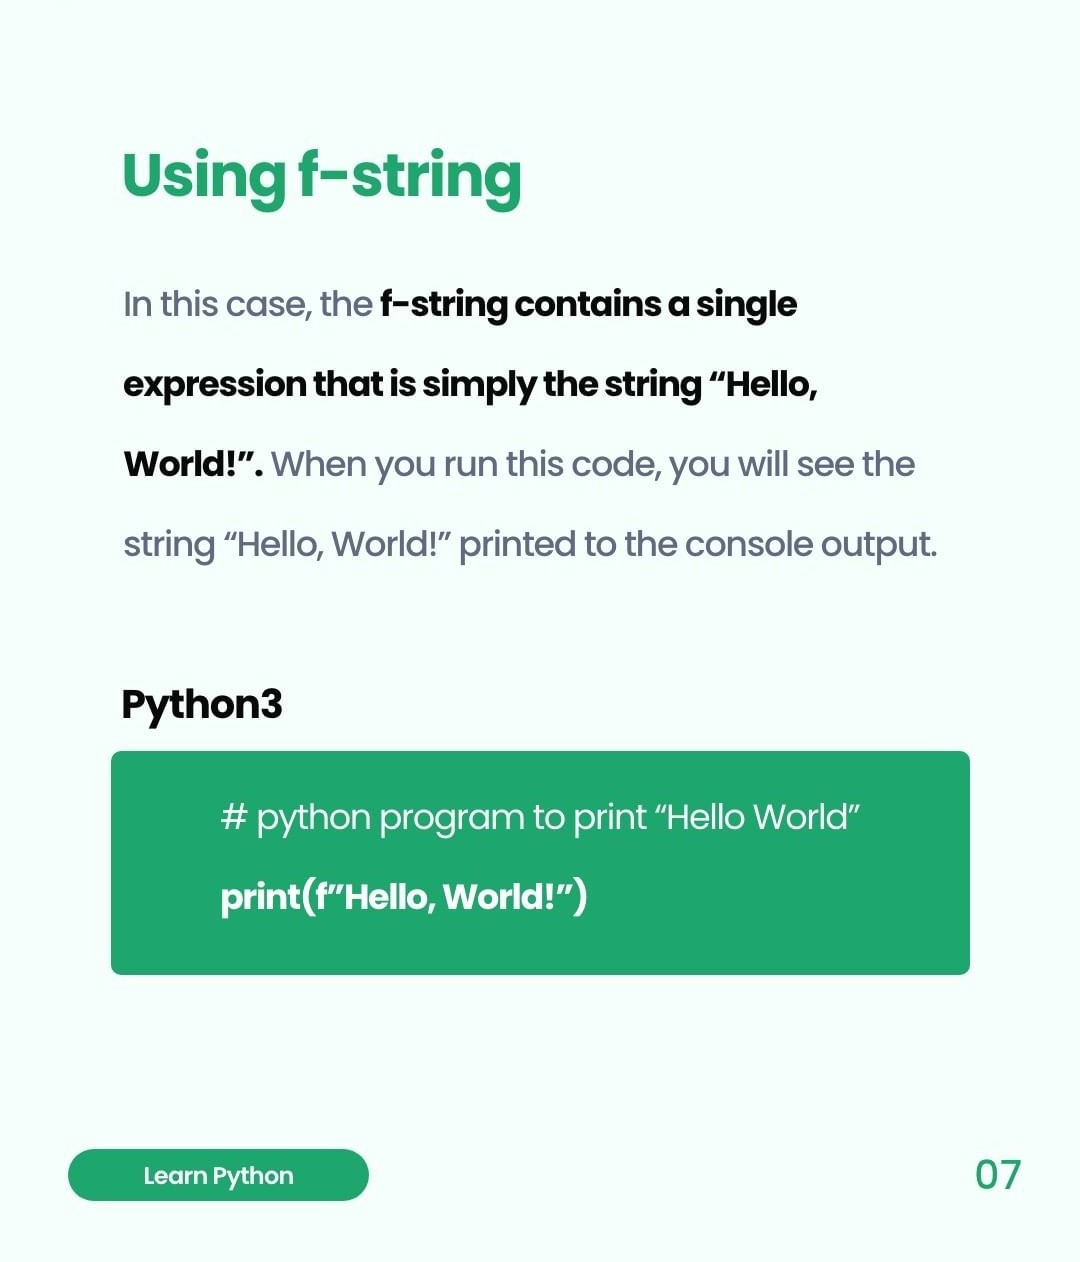 Using f-string
In this case, the f-string contains a single
expression that is simply the string “Hello,
World!”. When you run this code, you will see the
string “Hello, World!” printed to the console output.
Python3
# python program to print “Hello World”
print(f”Hello, World!”)
Learn Python
07